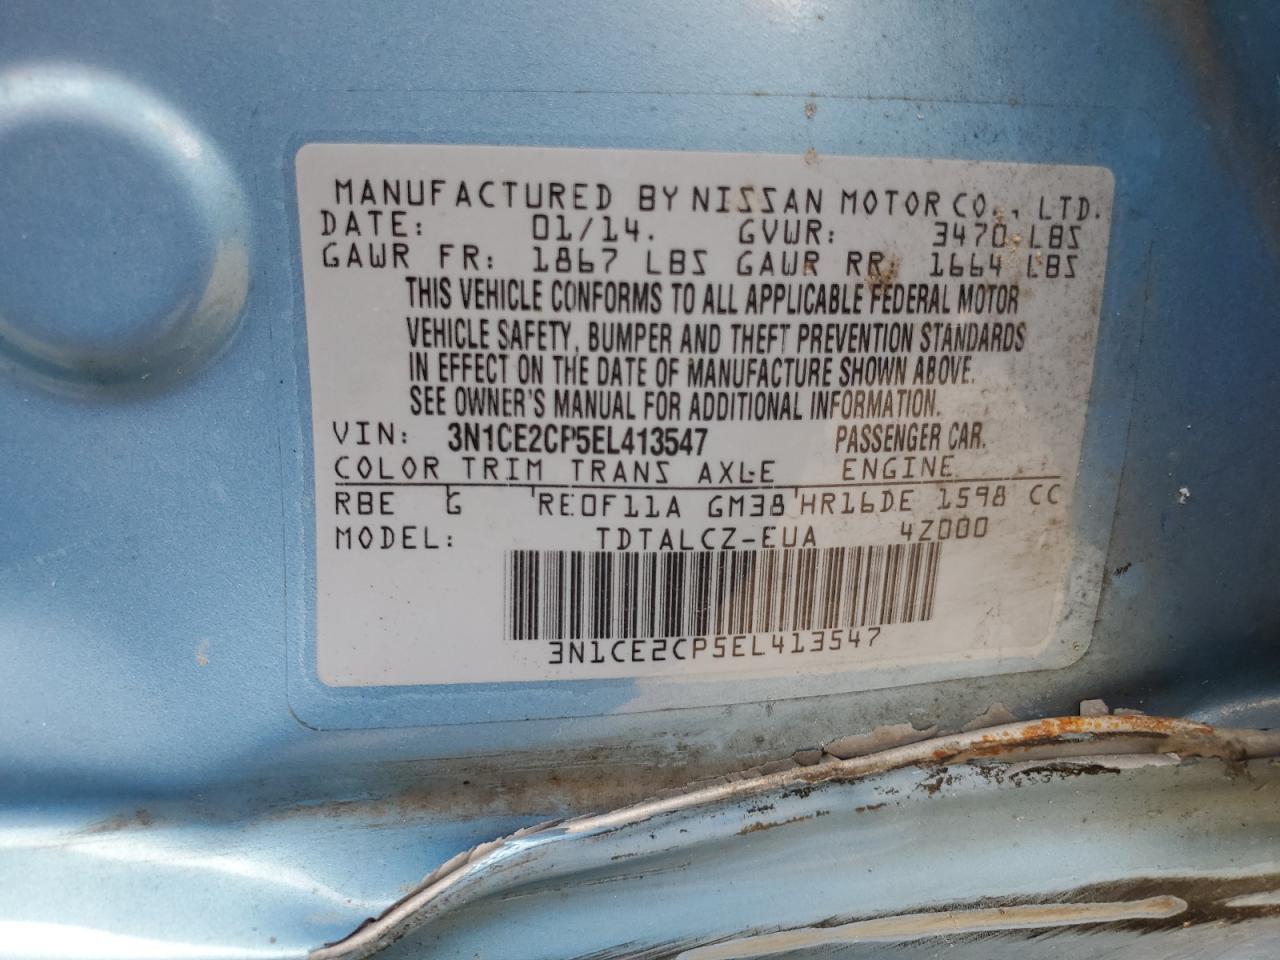 MANUFACTURED BY NISSAN MOTOR CO., LTD.
DATE: 01/14. GVWR: 3470 LBS
GAWR FR: 1867 LBS GAWR RR: 1664 LBS
THIS VEHICLE CONFORMS TO ALL APPLICABLE FEDERAL MOTOR
VEHICLE SAFETY, BUMPER AND THEFT PREVENTION STANDARDS
IN EFFECT ON THE DATE OF MANUFACTURE SHOWN ABOVE.
SEE OWNER'S MANUAL FOR ADDITIONAL INFORMATION.
VIN: 3N1CE2CP5EL413547 PASSENGER CAR.
COLOR TRIM TRANS AXLE ENGINE
RBE G RE0F11A GM38 HR16DE 1598 CC
MODEL: TDTALCZ-EUA 4Z000
3N1CE2CP5EL413547